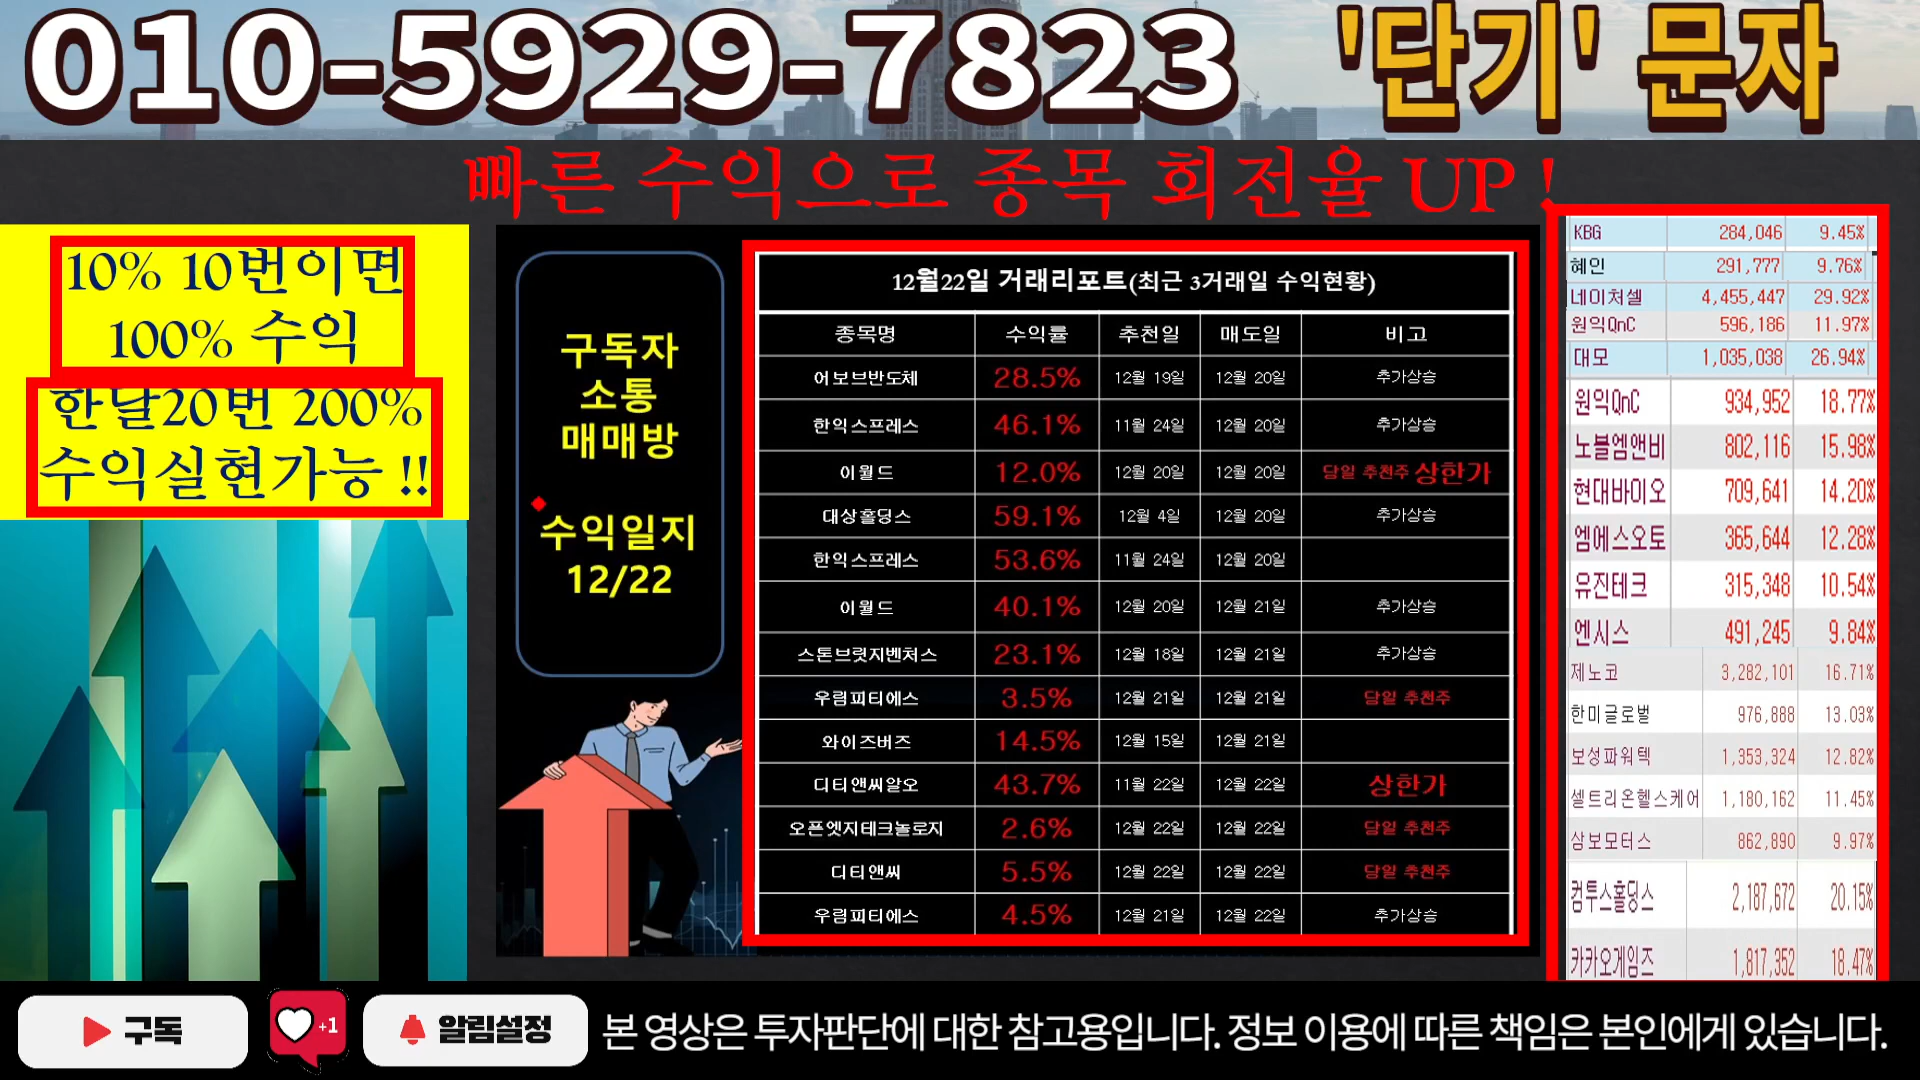 010-5929-7823 '단기' 문자
빠른 수익으로 종목 회전율 UP !
10% 10번이면
100% 수익
한달20번 200%
수익실현가능 !!
구독자
소통
매매방
수익일지
12/22
12월22일 거래리포트(최근 3거래일 수익현황)
종목명 수익률 추천일 매도일 비고
어보브반도체 28.5% 12월 19일 12월 20일 추가상승
한익스프레스 46.1% 11월 24일 12월 20일 추가상승
이월드 12.0% 12월 20일 12월 20일 당일 추천주 상한가
대상홀딩스 59.1% 12월 4일 12월 20일 추가상승
한익스프레스 53.6% 11월 24일 12월 20일
이월드 40.1% 12월 20일 12월 21일 추가상승
스톤브릿지벤처스 23.1% 12월 18일 12월 21일 추가상승
우림피티에스 3.5% 12월 21일 12월 21일 당일 추천주
와이즈버즈 14.5% 12월 15일 12월 21일
디티앤씨알오 43.7% 11월 22일 12월 22일 상한가
오픈엣지테크놀로지 2.6% 12월 22일 12월 22일 당일 추천주
디티앤씨 5.5% 12월 22일 12월 22일 당일 추천주
우림피티에스 4.5% 12월 21일 12월 22일 추가상승
KBG 284,046 9.45%
혜인 291,777 9.76%
네이처셀 4,455,447 29.92%
원익QnC 596,186 11.97%
대모 1,035,038 26.94%
원익QnC 934,952 18.77%
노블엠앤비 802,116 15.98%
현대바이오 709,641 14.20%
엠에스오토 365,644 12.28%
유진테크 315,348 10.54%
엔시스 491,245 9.84%
제노코 3,282,101 16.71%
한미글로벌 976,888 13.03%
보성파워텍 1,353,324 12.82%
셀트리온헬스케어 1,180,162 11.45%
상보모터스 862,890 9.97%
컴투스홀딩스 2,187,672 20.15%
카카오게임즈 1,817,352 18.47%
구독 +1 알림설정 본 영상은 투자판단에 대한 참고용입니다. 정보 이용에 따른 책임은 본인에게 있습니다.